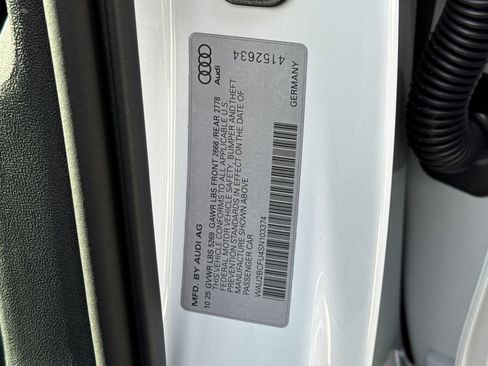 MFD. BY AUDI AG
10 25 GVWR LBS 5269 GAWR LBS FRONT 2668 /REAR 2778
THIS VEHICLE CONFORMS TO ALL APPLICABLE U.S.
FEDERAL MOTOR VEHICLE SAFETY, BUMPER AND THEFT
PREVENTION STANDARDS IN EFFECT ON THE DATE OF
MANUFACTURE SHOWN ABOVE.
PASSENGER CAR
WAU2BCFU4SN103374
GERMANY
Audi
4152634